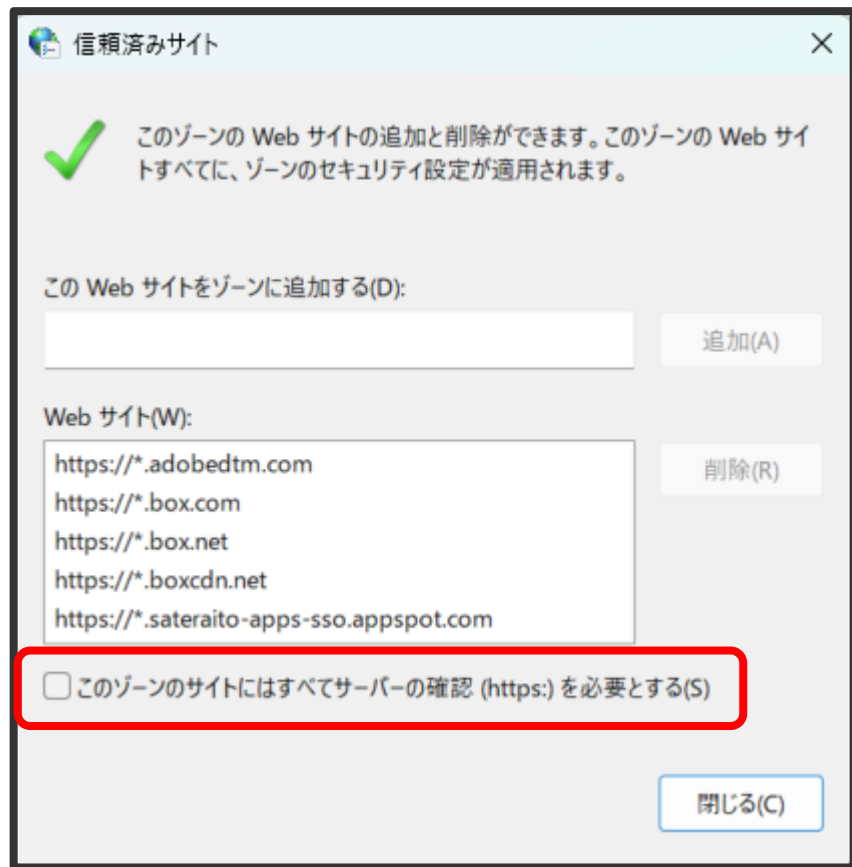 信頼済みサイト
このゾーンの Web サイトの追加と削除ができます。このゾーンの Web サイ
トすべてに、ゾーンのセキュリティ設定が適用されます。
この Web サイトをゾーンに追加する(D):
追加(A)
Web サイト(W):
https://*.adobedtm.com
削除(R)
https://*.box.com
https://*.box.net
https://*.boxcdn.net
https://*.sateraito-apps-sso.appspot.com
このゾーンのサイトにはすべてサーバーの確認 (https:) を必要とする(S)
閉じる(C)